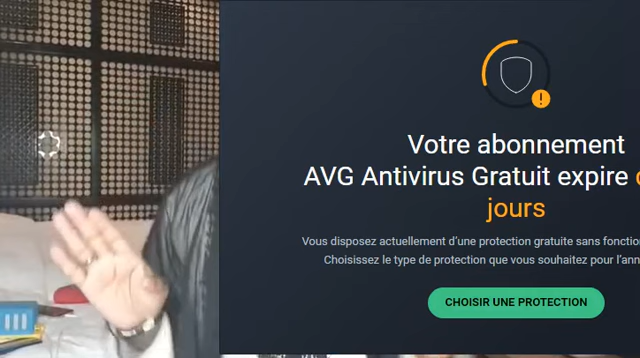 Votre abonnement
AVG Antivirus Gratuit expire
jours
Vous disposez actuellement d'une protection gratuite sans
Choisissez le type de protection que vous souhaitez pour
CHOISIR UNE PROTECTION